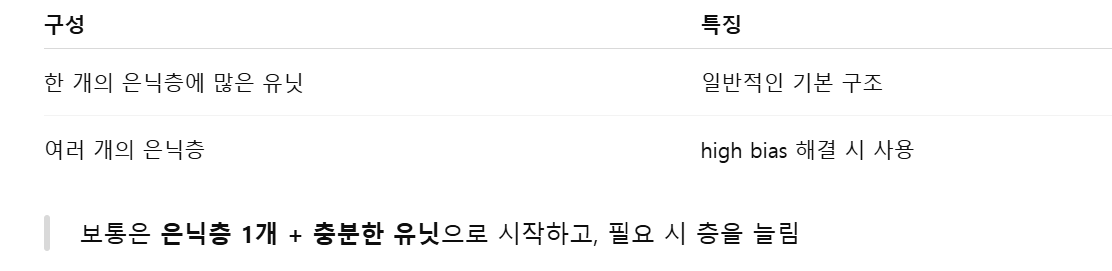 구성 특징
한 개의 은닉층에 많은 유닛 일반적인 기본 구조
여러 개의 은닉층 high bias 해결 시 사용
보통은 은닉층 1개 + 충분한 유닛으로 시작하고, 필요 시 층을 늘림